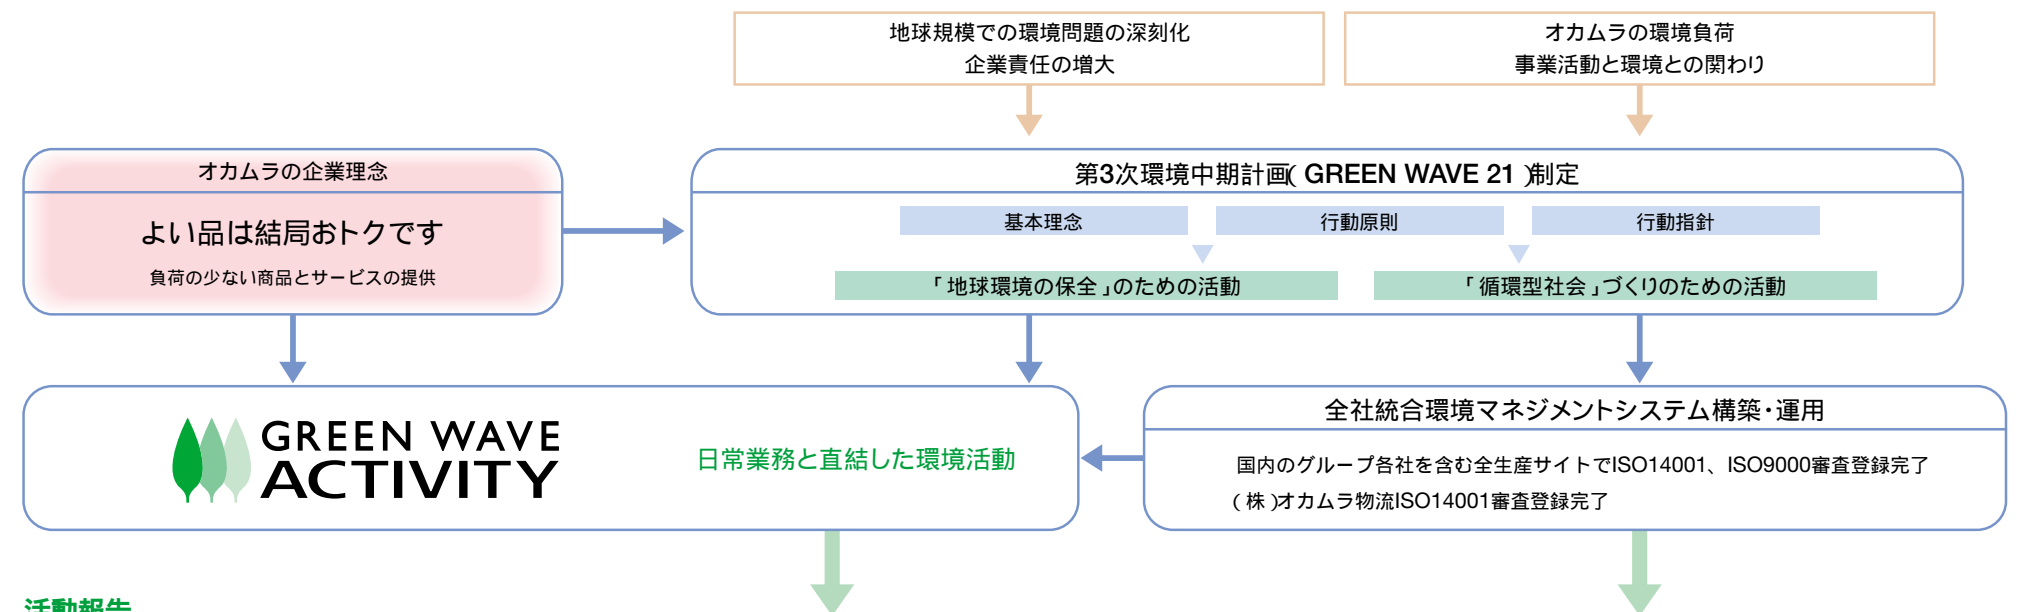 地球規模での環境問題の深刻化
企業責任の増大
オカムラの環境負荷
事業活動と環境との関わり
オカムラの企業理念
よい品は結局おトクです
負荷の少ない商品とサービスの提供
第3次環境中期計画(GREEN WAVE 21)制定
基本理念
行動原則
行動指針
「地球環境の保全」のための活動
「循環型社会」づくりのための活動
GREEN WAVE
ACTIVITY
日常業務と直結した環境活動
全社統合環境マネジメントシステム構築・運用
国内のグループ各社を含む全生産サイトでISO14001、ISO9000審査登録完了
(株)オカムラ物流ISO14001審査登録完了
活動報告